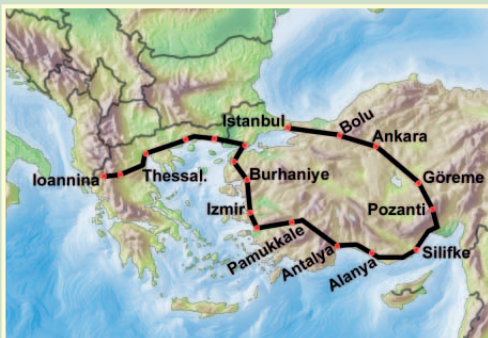 Istanbul
Bolu
Ankara
Ioannina
Thessal.
Burhaniye
Göreme
Izmir
Pozanti
Pamukkale
Antalya
Alanya
Silifke